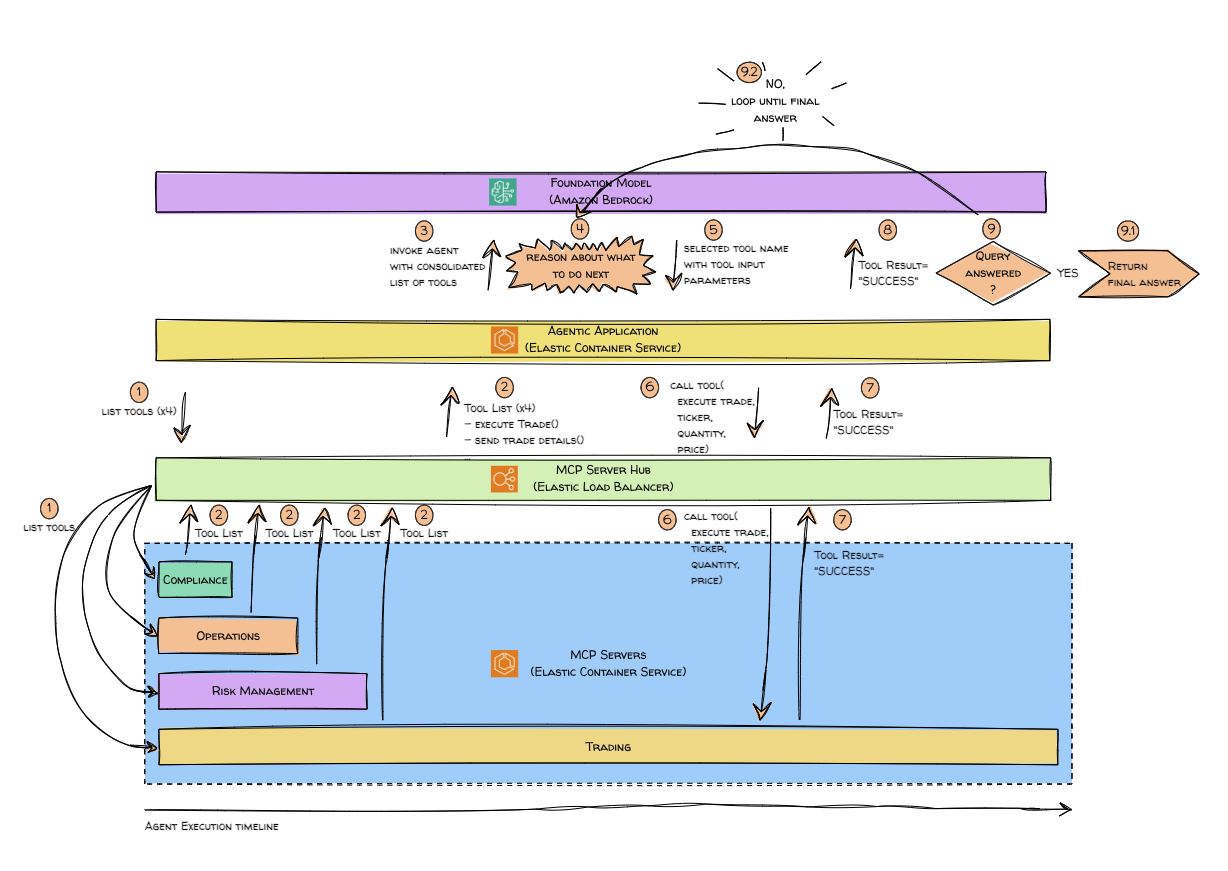 9.2
NO,
LOOP UNTIL FINAL
ANSWER
Foundation Model
(Amazon Bedrock)
3
INVOKE AGENT
WITH CONSOLIDATED
LIST OF TOOLS
4
REASON ABOUT WHAT
TO DO NEXT
5
SELECTED TOOL NAME
WITH TOOL INPUT
PARAMETERS
8
Tool Result=
"SUCCESS"
9
Query
ANSWERED
?
YES
9.1
Return
FINAL ANSWER
Agentic Application
(Elastic Container Service)
1
LIST TOOLS (x4)
2
Tool List (x4)
- EXECUTE Trade()
- SEND TRADE DETAILS()
6
CALL TOOL(
EXECUTE TRADE,
TICKER,
QUANTITY,
PRICE)
7
Tool Result=
"SUCCESS"
MCP Server Hub
(Elastic Load Balancer)
1
LIST TOOLS
2
Tool List
2
Tool List
2
Tool List
2
Tool List
6
CALL TOOL(
EXECUTE TRADE,
TICKER,
QUANTITY,
PRICE)
7
Tool Result=
"SUCCESS"
Compliance
Operations
MCP Servers
(Elastic Container Service)
Risk Management
Trading
Agent Execution timeline